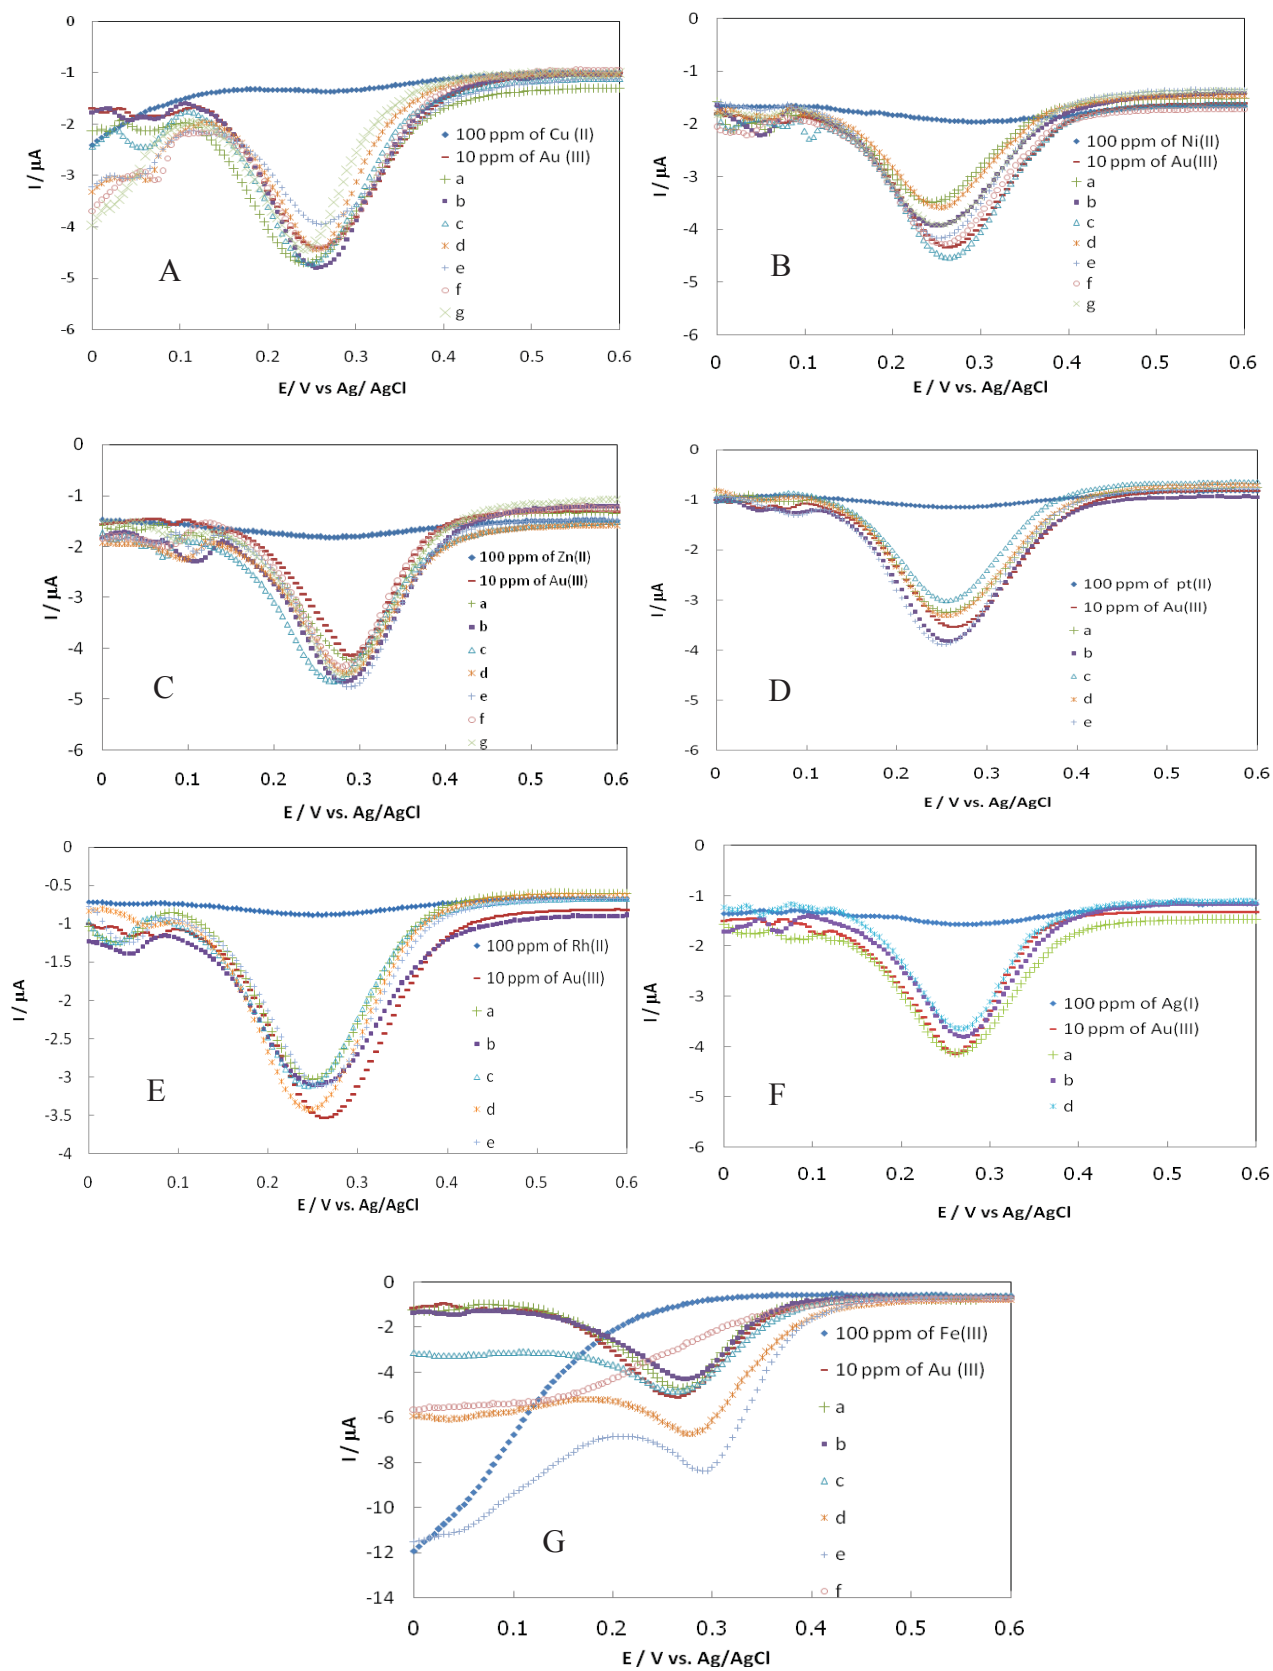 0
-1
-2
-3
-4
-5
-6
I / µA
0 0.1 0.2 0.3 0.4 0.5 0.6
E/ V vs Ag/ AgCl
A
100 ppm of Cu (II)
10 ppm of Au (III)
a
b
c
d
e
f
g
0
-1
-2
-3
-4
-5
-6
I / µA
0 0.1 0.2 0.3 0.4 0.5 0.6
E / V vs. Ag/AgCl
B
100 ppm of Ni(II)
10 ppm of Au(III)
a
b
c
d
e
f
g
0
-1
-2
-3
-4
-5
-6
I / µA
0 0.1 0.2 0.3 0.4 0.5 0.6
E / V vs. Ag/AgCl
C
100 ppm of Zn(II)
10 ppm of Au(III)
a
b
c
d
e
f
g
0
-1
-2
-3
-4
-5
-6
I / µA
0 0.1 0.2 0.3 0.4 0.5 0.6
E / V vs. Ag/AgCl
D
100 ppm of pt(II)
10 ppm of Au(III)
a
b
c
d
e
0
-0.5
-1
-1.5
-2
-2.5
-3
-3.5
-4
I / µA
0 0.1 0.2 0.3 0.4 0.5 0.6
E / V vs. Ag/AgCl
E
100 ppm of Rh(II)
10 ppm of Au(III)
a
b
c
d
e
0
-1
-2
-3
-4
-5
-6
I / µA
0 0.1 0.2 0.3 0.4 0.5 0.6
E / V vs Ag/AgCl
F
100 ppm of Ag(I)
10 ppm of Au(III)
a
b
d
0
-2
-4
-6
-8
-10
-12
-14
I / µA
0 0.1 0.2 0.3 0.4 0.5 0.6
E / V vs. Ag/AgCl
G
100 ppm of Fe(III)
10 ppm of Au (III)
a
b
c
d
e
f